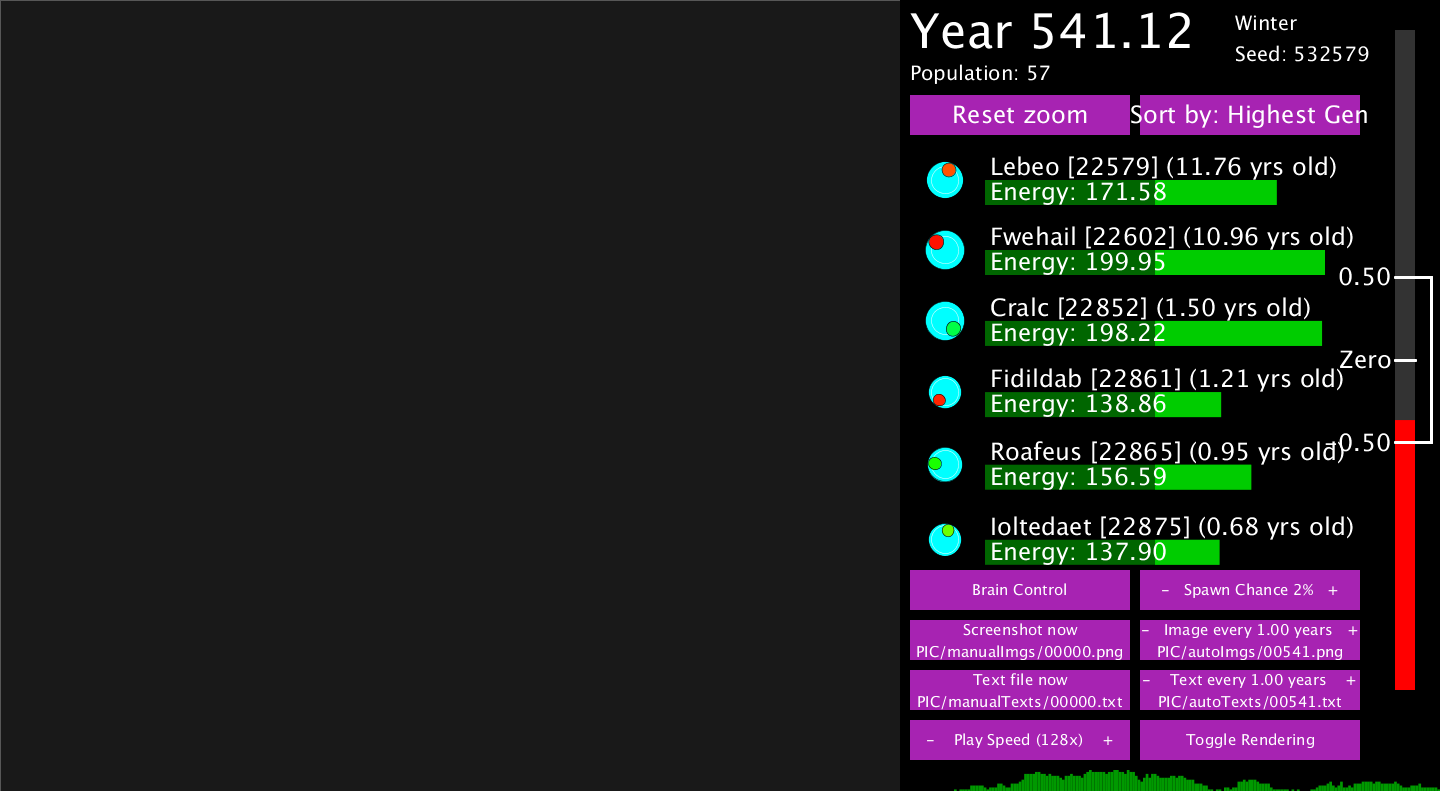 Year 541.12
Winter
Seed: 532579
Population: 57
Reset zoom
Sort by: Highest Gen
Lebeo [22579] (11.76 yrs old)
Energy: 171.58
Fwehail [22602] (10.96 yrs old)
Energy: 199.95
0.50
Cralc [22852] (1.50 yrs old)
Energy: 198.22
Zero
Fidildab [22861] (1.21 yrs old)
Energy: 138.86
-0.50
Roafeus [22865] (0.95 yrs old)
Energy: 156.59
Ioltedaet [22875] (0.68 yrs old)
Energy: 137.90
Brain Control
- Spawn Chance 2% +
Screenshot now
PIC/manualImgs/00000.png
- Image every 1.00 years +
PIC/autoImgs/00541.png
Text file now
PIC/manualTexts/00000.txt
- Text every 1.00 years +
PIC/autoTexts/00541.txt
- Play Speed (128x) +
Toggle Rendering